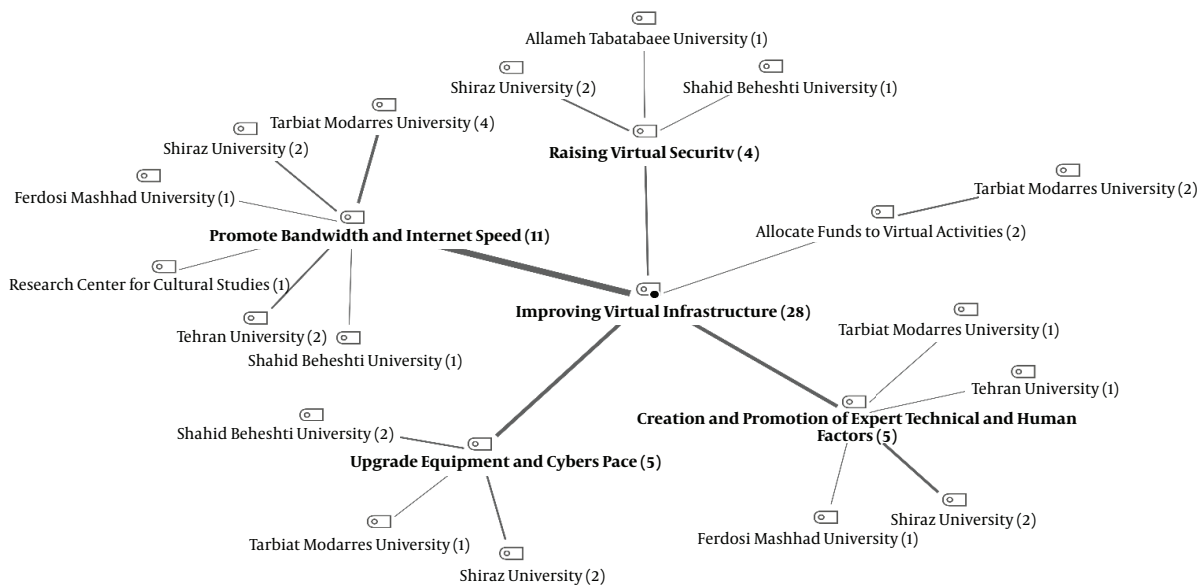 Allameh Tabatabaee University (1)
Shiraz University (2)
Shahid Beheshti University (1)
Raising Virtual Security (4)
Tarbiat Modarres University (4)
Shiraz University (2)
Ferdosi Mashhad University (1)
Promote Bandwidth and Internet Speed (11)
Research Center for Cultural Studies (1)
Tehran University (2)
Shahid Beheshti University (1)
Tarbiat Modarres University (2)
Allocate Funds to Virtual Activities (2)
Improving Virtual Infrastructure (28)
Tarbiat Modarres University (1)
Tehran University (1)
Creation and Promotion of Expert Technical and Human
Factors (5)
Shiraz University (2)
Ferdosi Mashhad University (1)
Shahid Beheshti University (2)
Upgrade Equipment and Cybers Pace (5)
Tarbiat Modarres University (1)
Shiraz University (2)